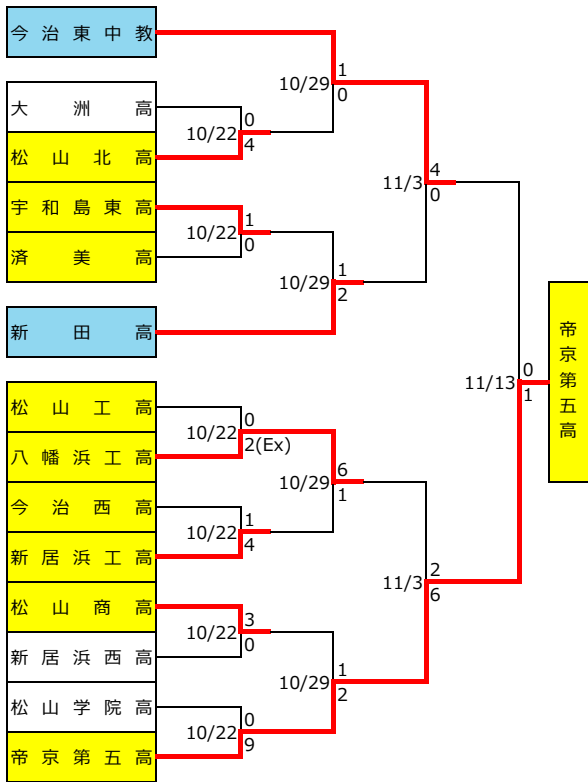 今治東中教
1
10/29
0
大洲高
0
10/22
4
松山北高
4
11/3
0
宇和島東高
1
10/22
0
済美高
1
10/29
2
新田高
帝京第五高
0
11/13
1
松山工高
0
10/22
2(Ex)
八幡浜工高
6
10/29
1
今治西高
1
10/22
4
新居浜工高
2
11/3
6
松山商高
3
10/22
0
新居浜西高
1
10/29
2
松山学院高
0
10/22
9
帝京第五高